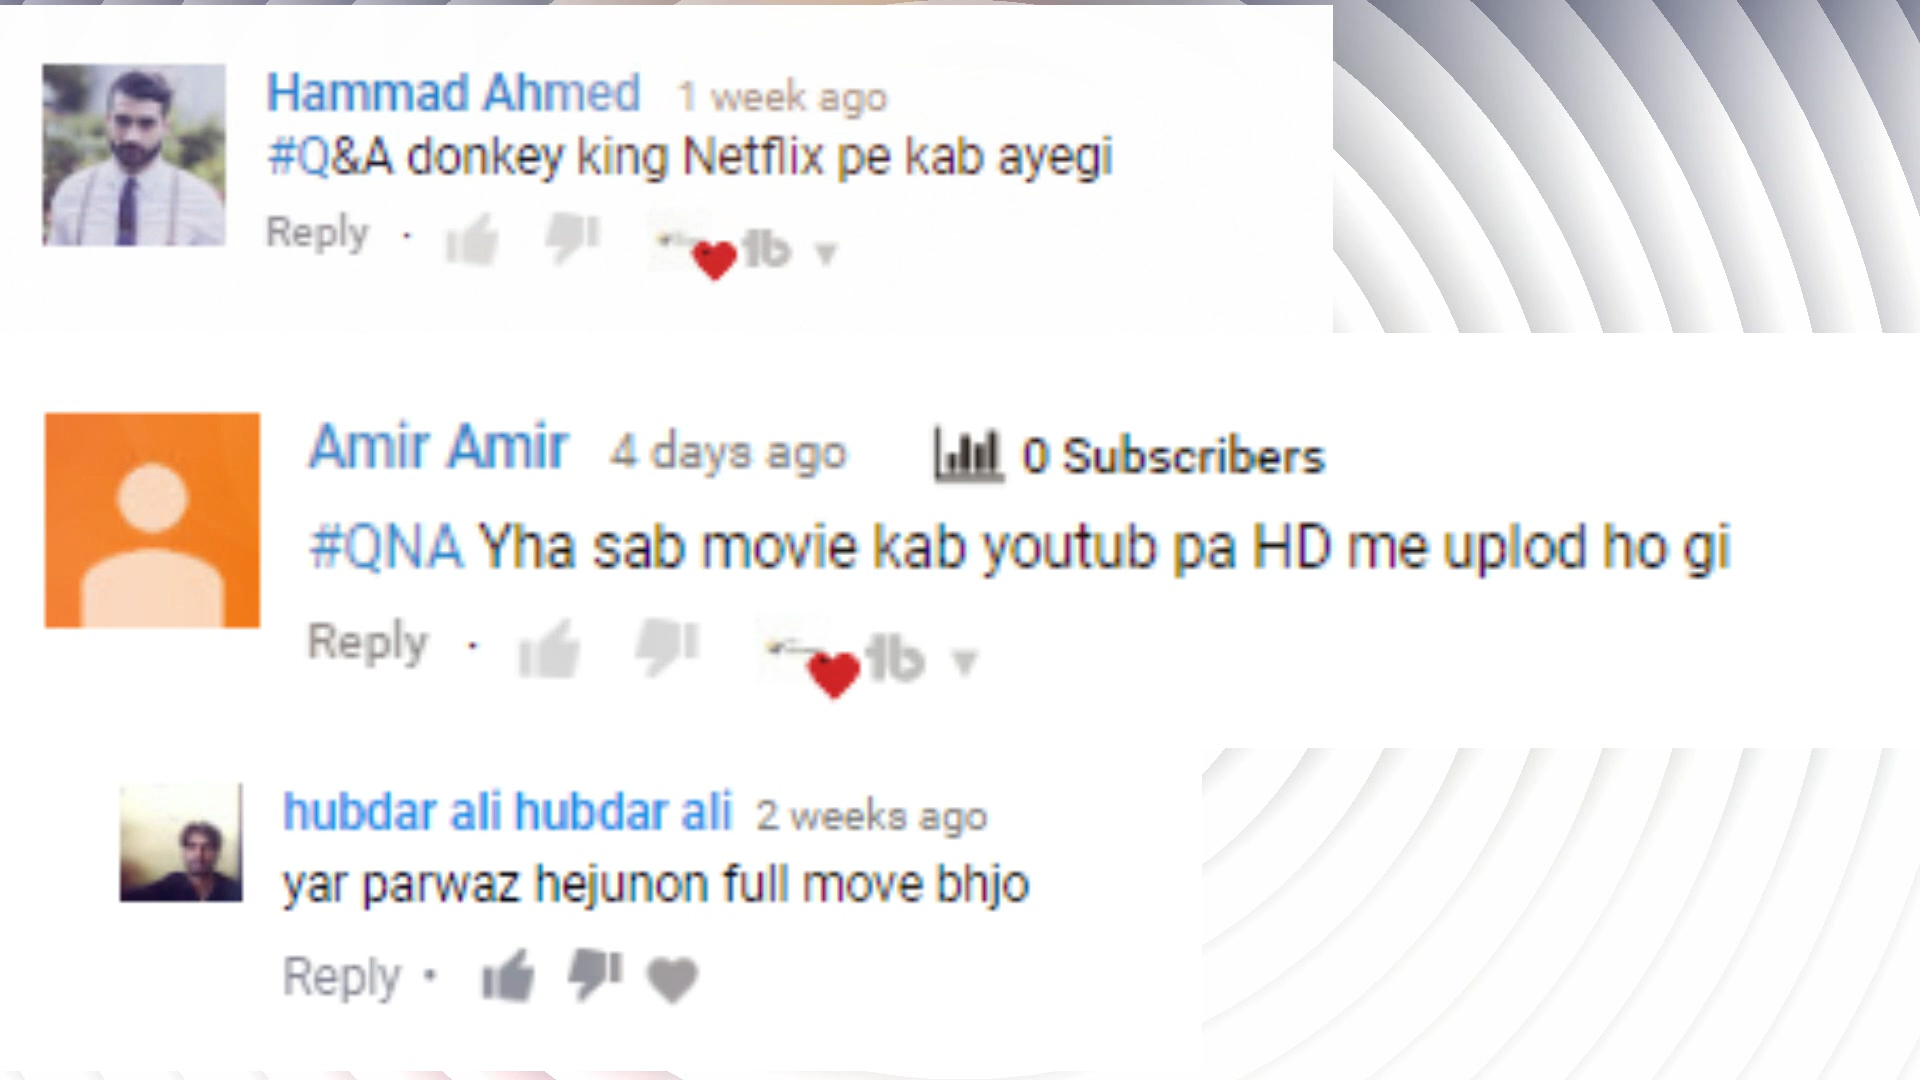 Hammad Ahmed 1 week ago
#Q&A donkey king Netflix pe kab ayegi
Reply ·
Amir Amir 4 days ago 0 Subscribers
#QNA Yha sab movie kab youtub pa HD me uplod ho gi
Reply ·
hubdar ali hubdar ali 2 weeks ago
yar parwaz hejunon full move bhjo
Reply •